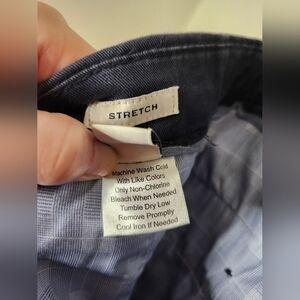 STRETCH
Machine Wash Cold
With Like Colors
Only Non-Chlorine
Bleach When Needed
Tumble Dry Low
Remove Promptly
Cool Iron If Needed